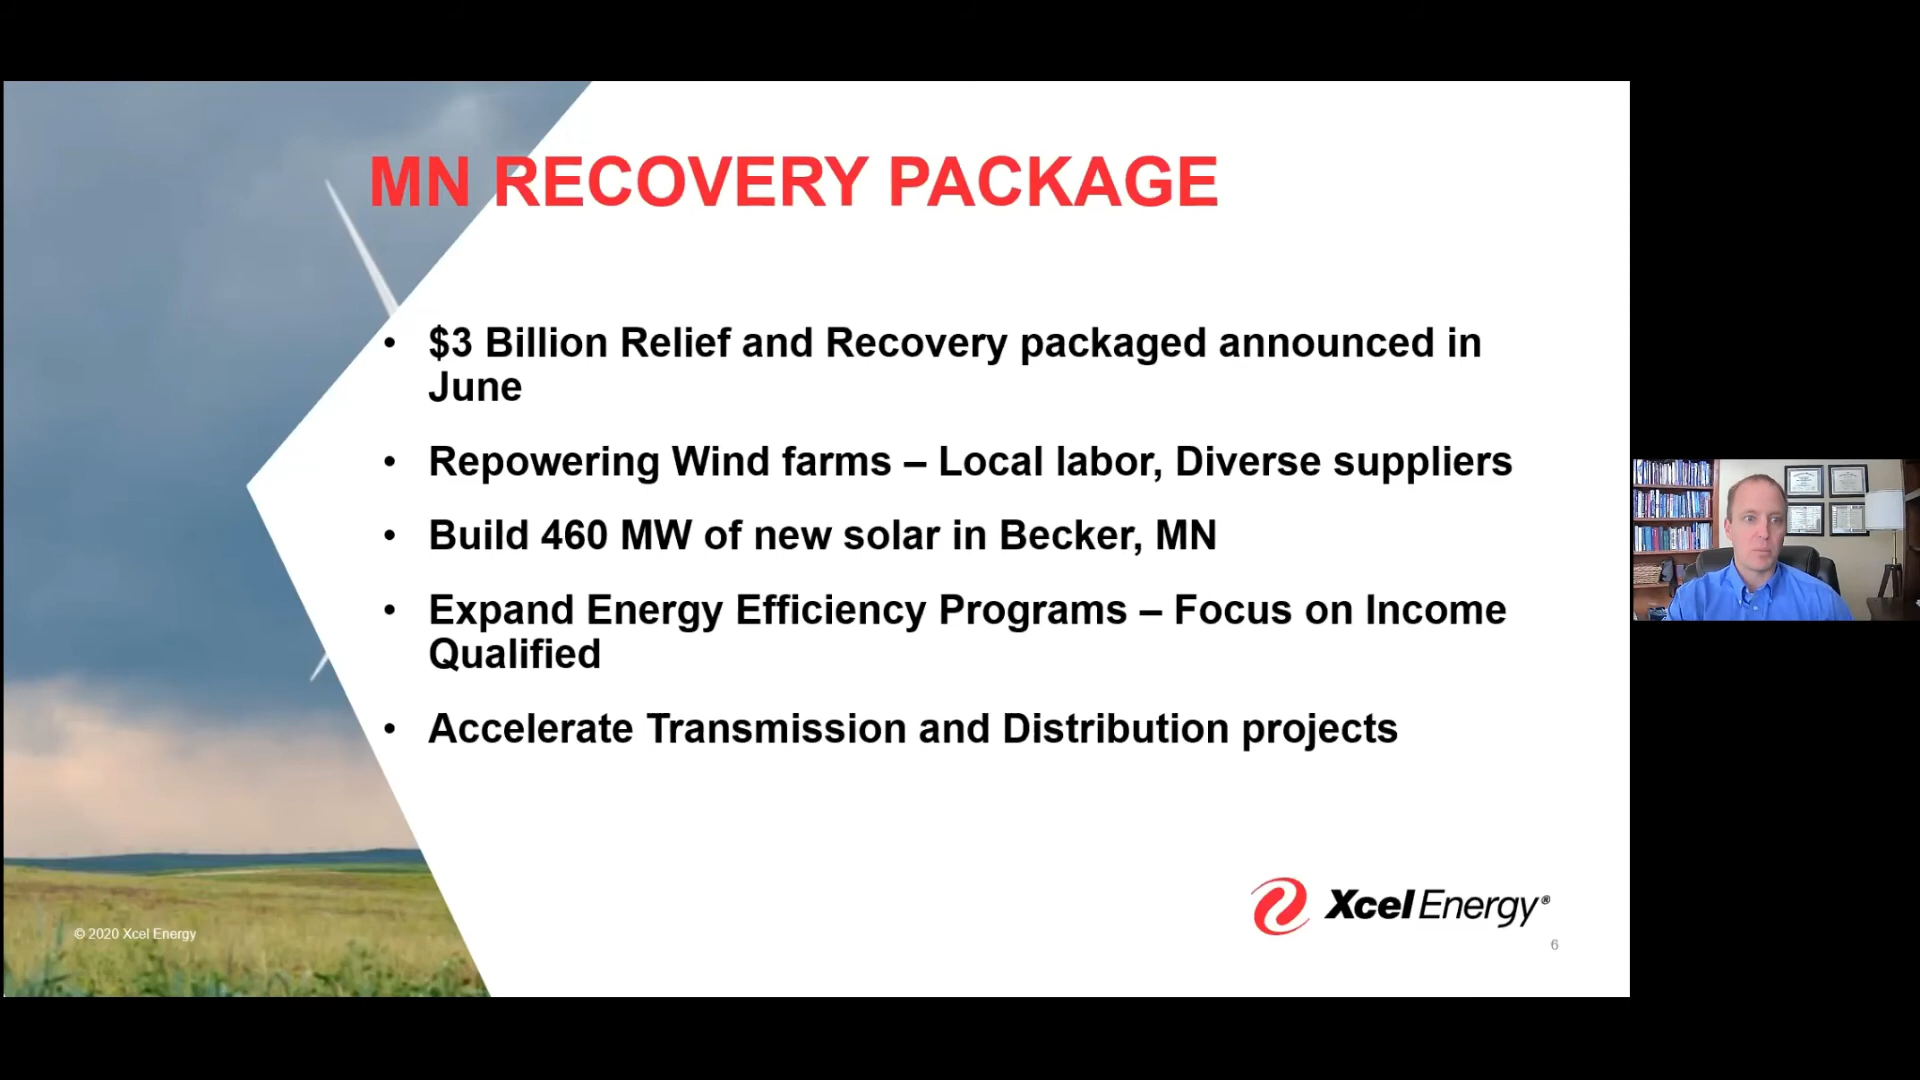 MN RECOVERY PACKAGE
• $3 Billion Relief and Recovery packaged announced in
June
• Repowering Wind farms – Local labor, Diverse suppliers
• Build 460 MW of new solar in Becker, MN
• Expand Energy Efficiency Programs – Focus on Income
Qualified
• Accelerate Transmission and Distribution projects
Xcel Energy®
© 2020 Xcel Energy
6